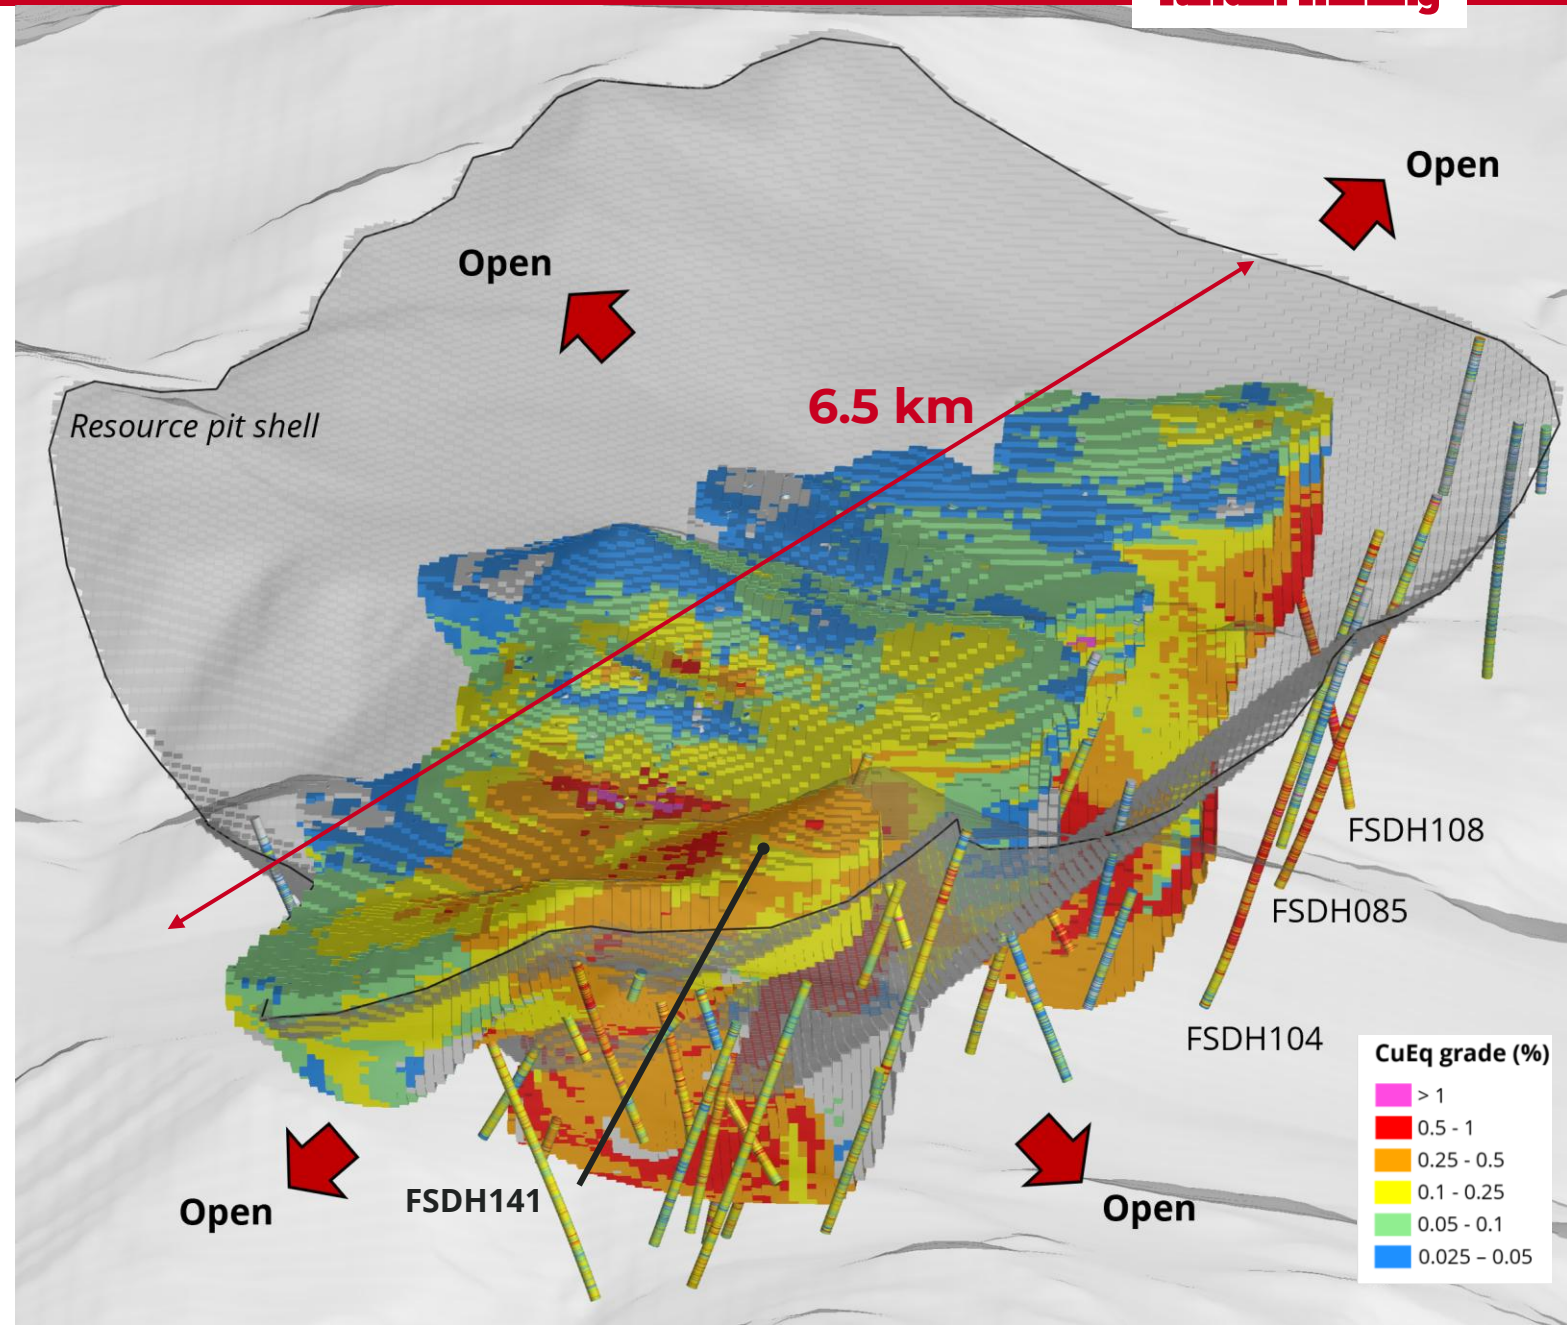 Open
Open
6.5 km
Resource pit shell
FSDH108
FSDH085
FSDH104
CuEq grade (%)
> 1
0.5 - 1
0.25 - 0.5
0.1 - 0.25
0.05 - 0.1
0.025 – 0.05
FSDH141
Open
Open